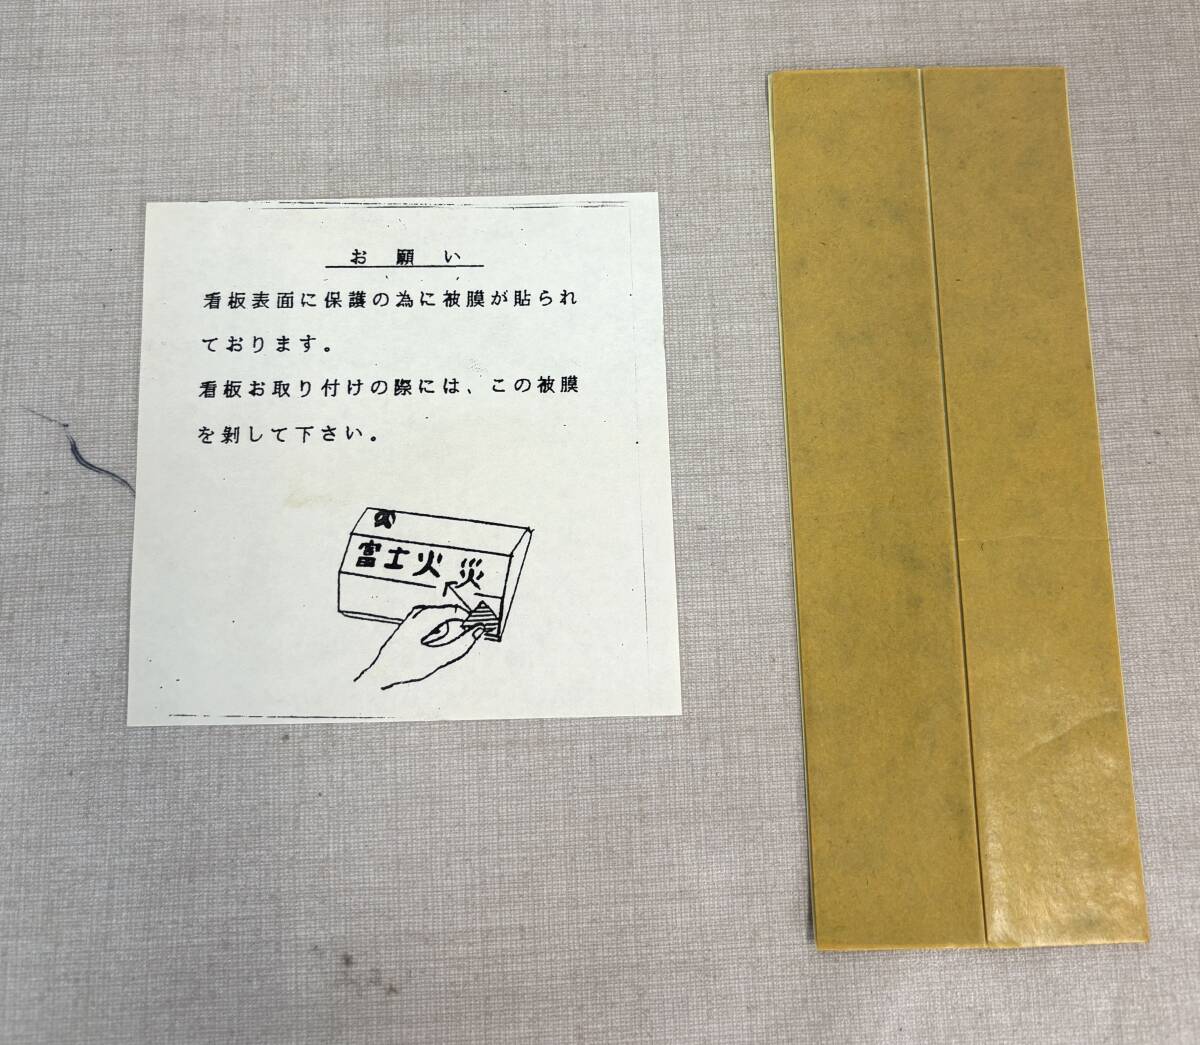 お願い
看板表面に保護の為に被膜が貼られ
ております。
看板お取り付けの際には、この被膜
を剝して下さい。
富士火災